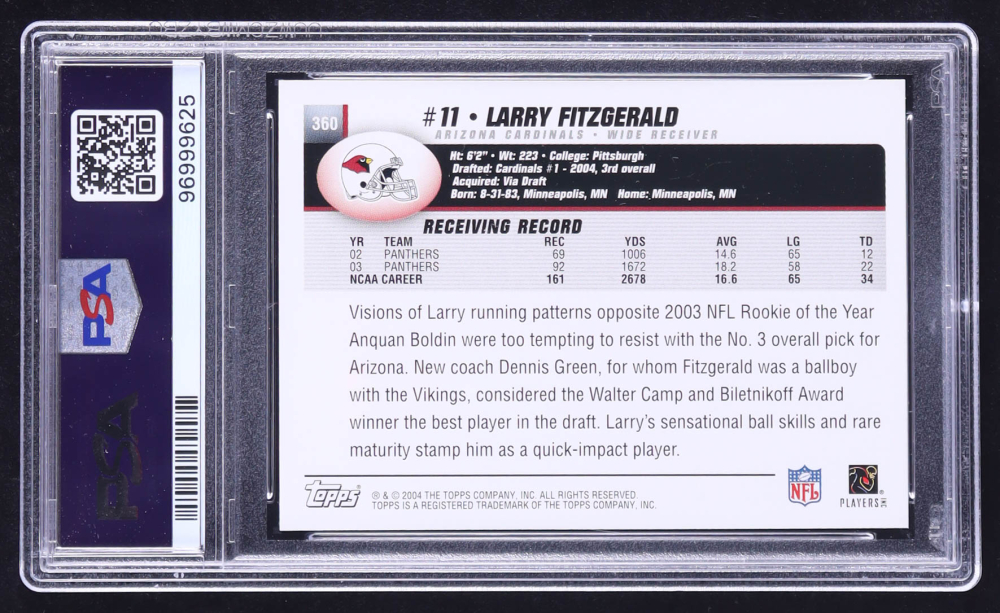 96999625
PSA
PSA
360
#11 • LARRY FITZGERALD
ARIZONA CARDINALS • WIDE RECEIVER
Ht: 6'2" • Wt: 223 • College: Pittsburgh
Drafted: Cardinals #1 - 2004, 3rd overall
Acquired: Via Draft
Born: 8-31-83, Minneapolis, MN Home: Minneapolis, MN
RECEIVING RECORD
YR TEAM REC YDS AVG LG TD
02 PANTHERS 69 1006 14.6 65 12
03 PANTHERS 92 1672 18.2 58 22
NCAA CAREER 161 2678 16.6 65 34
Visions of Larry running patterns opposite 2003 NFL Rookie of the Year
Anquan Boldin were too tempting to resist with the No. 3 overall pick for
Arizona. New coach Dennis Green, for whom Fitzgerald was a ballboy
with the Vikings, considered the Walter Camp and Biletnikoff Award
winner the best player in the draft. Larry's sensational ball skills and rare
maturity stamp him as a quick-impact player.
Topps
® & © 2004 THE TOPPS COMPANY, INC. ALL RIGHTS RESERVED.
TOPPS IS A REGISTERED TRADEMARK OF THE TOPPS COMPANY, INC.
NFL
PLAYERS INC